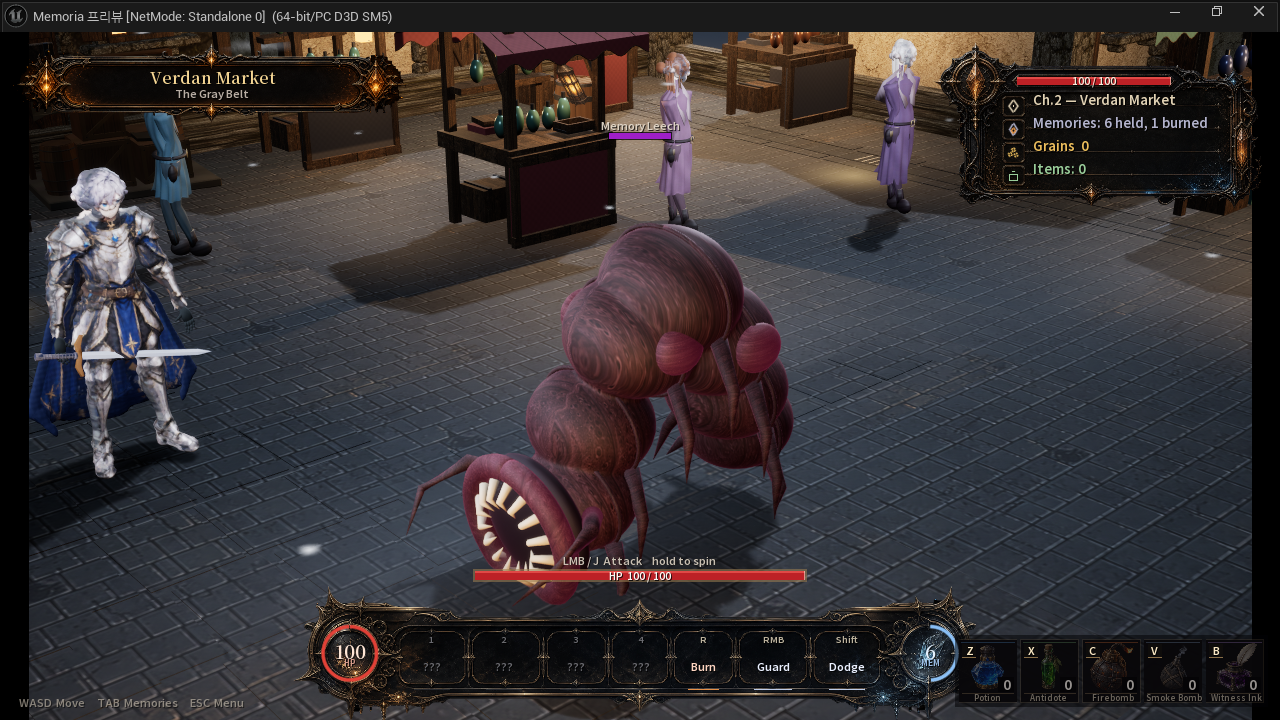 Memoria 프리뷰 [NetMode: Standalone 0] (64-bit/PC D3D SM5)
Verdan Market
The Gray Belt
100 / 100
Ch.2 — Verdan Market
Memories: 6 held, 1 burned
Grains 0
Items: 0
Memory Leech
LMB / J Attack hold to spin
HP 100 / 100
100
HP
1
???
2
???
3
???
4
???
R
Burn
RMB
Guard
Shift
Dodge
6
MEM
Z
0
Potion
X
0
Antidote
C
0
Firebomb
V
0
Smoke Bomb
B
0
Witness Ink
WASD Move TAB Memories ESC Menu